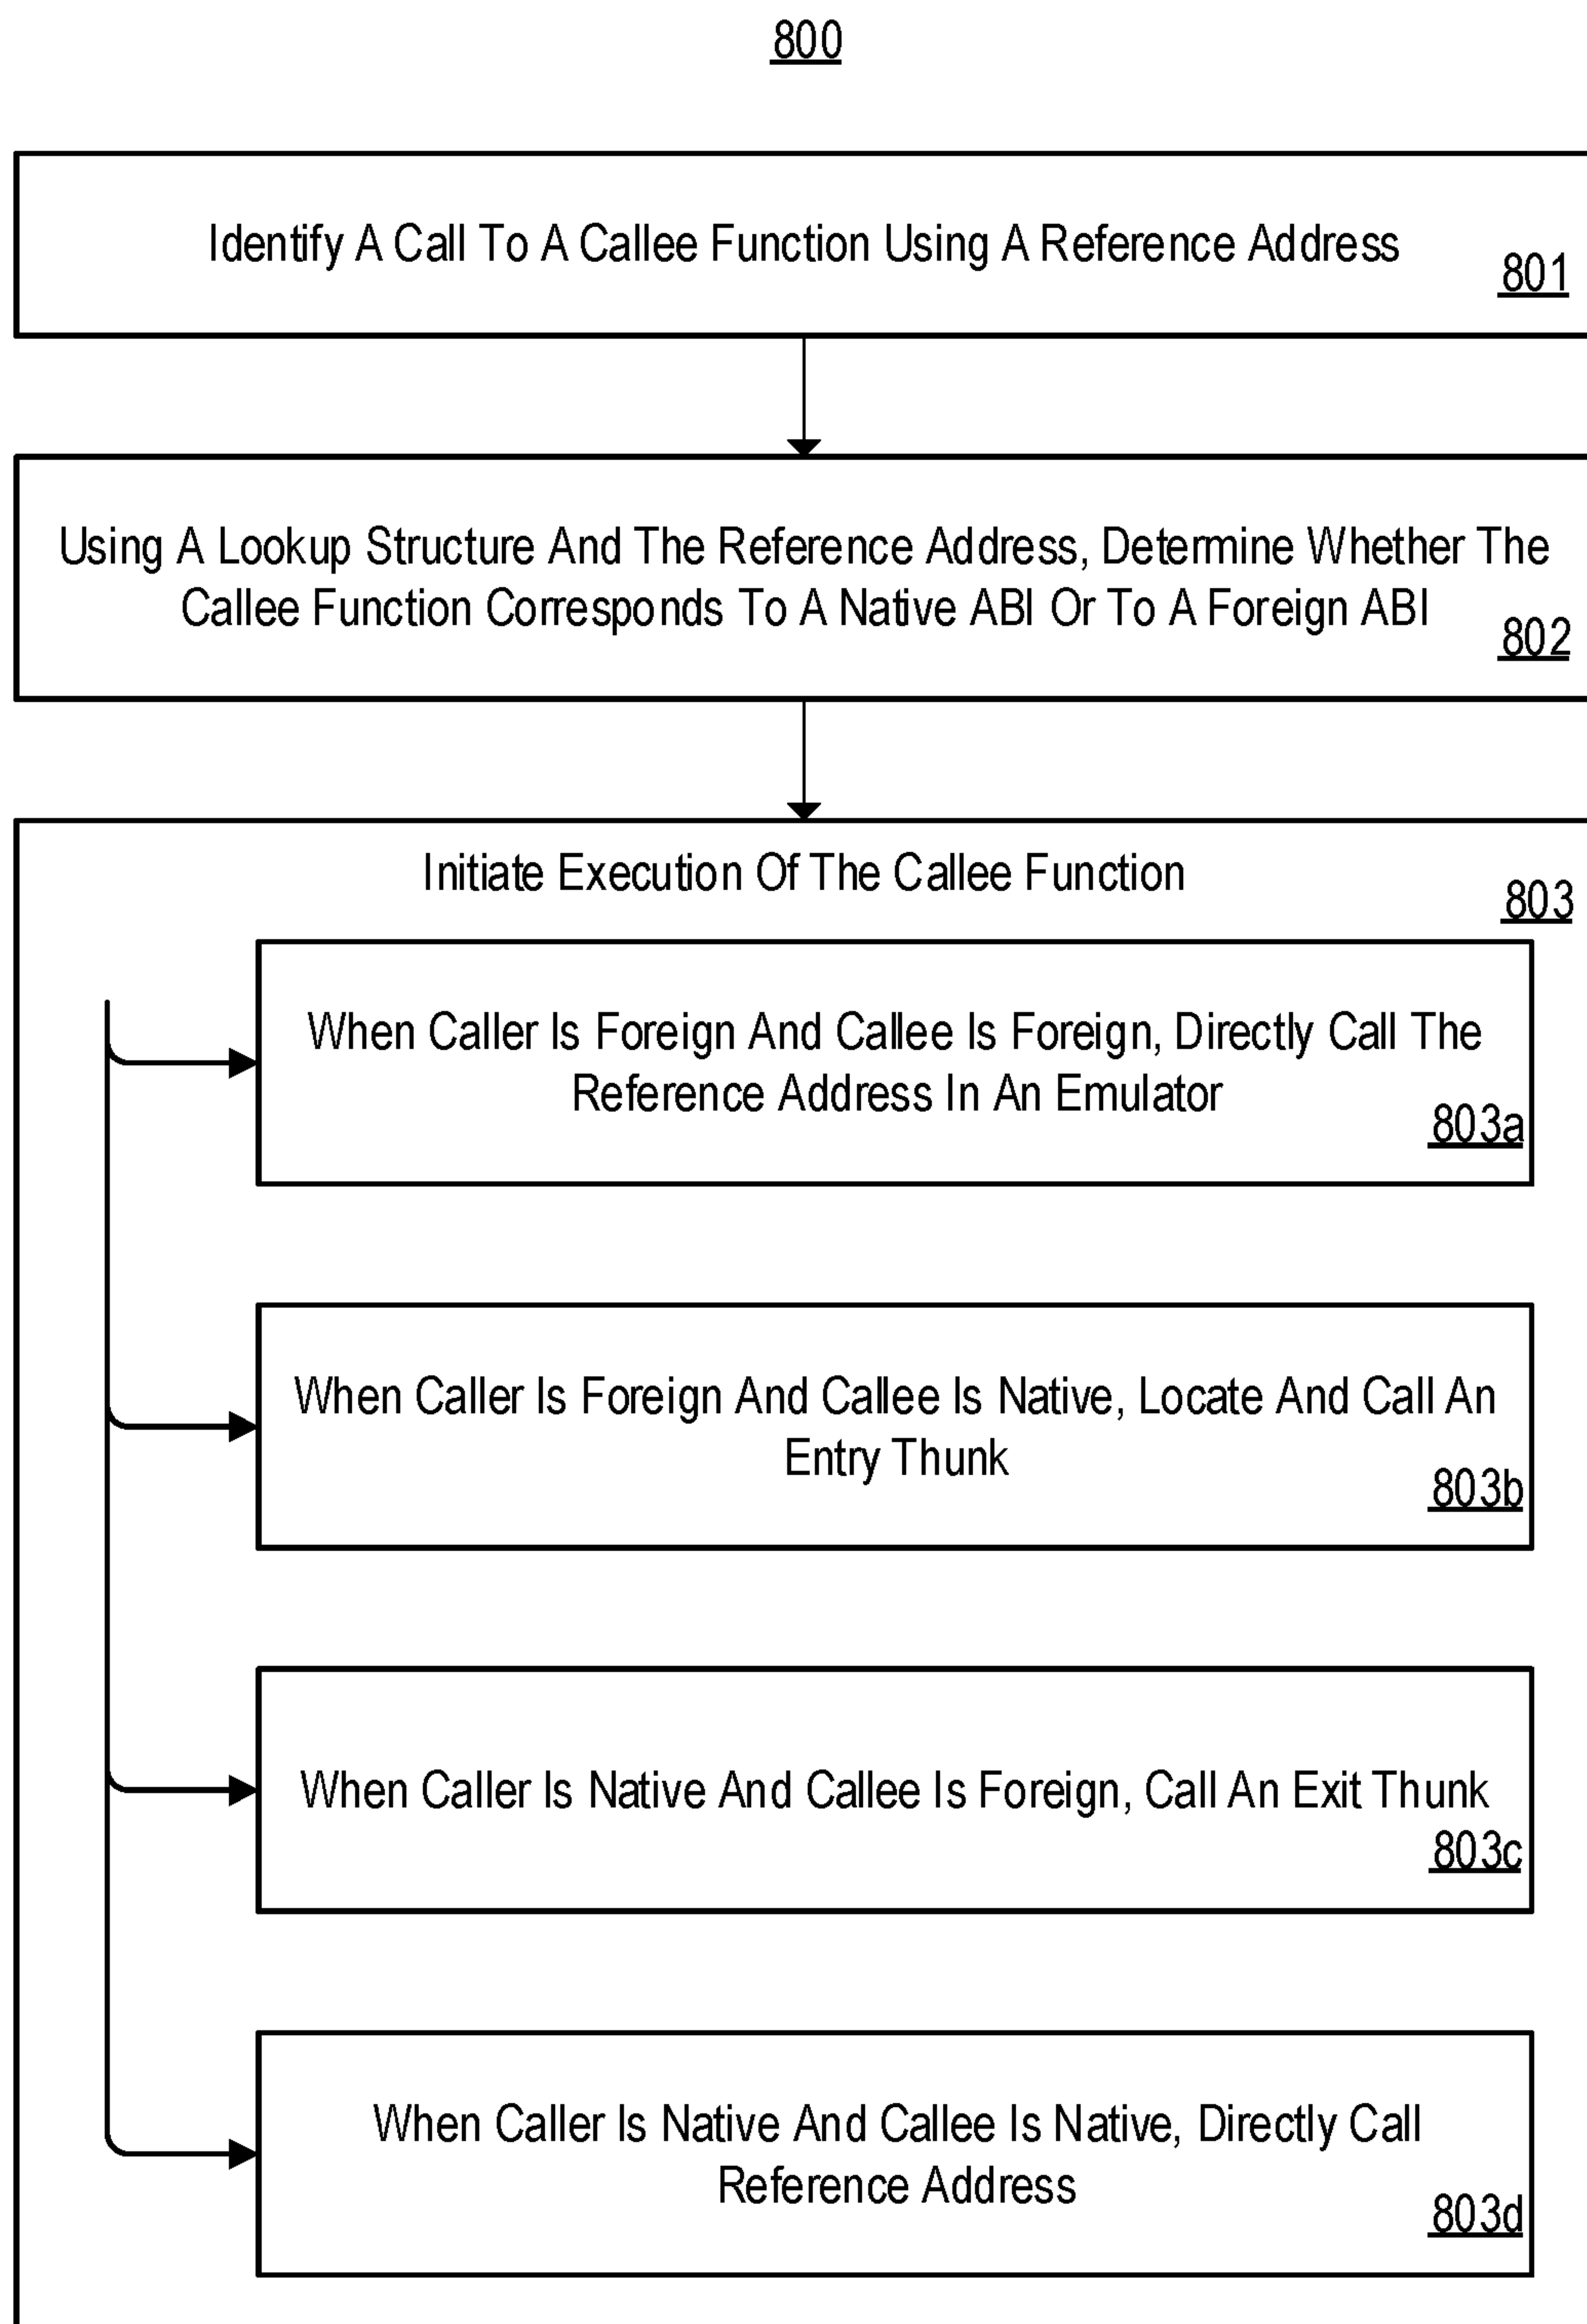 800
Identify A Call To A Callee Function Using A Reference Address
801
Using A Lookup Structure And The Reference Address, Determine Whether The
Callee Function Corresponds To A Native ABI Or To A Foreign ABI
802
Initiate Execution Of The Callee Function
803
When Caller Is Foreign And Callee Is Foreign, Directly Call The
Reference Address In An Emulator
803a
When Caller Is Foreign And Callee Is Native, Locate And Call An
Entry Thunk
803b
When Caller Is Native And Callee Is Foreign, Call An Exit Thunk
803c
When Caller Is Native And Callee Is Native, Directly Call
Reference Address
803d